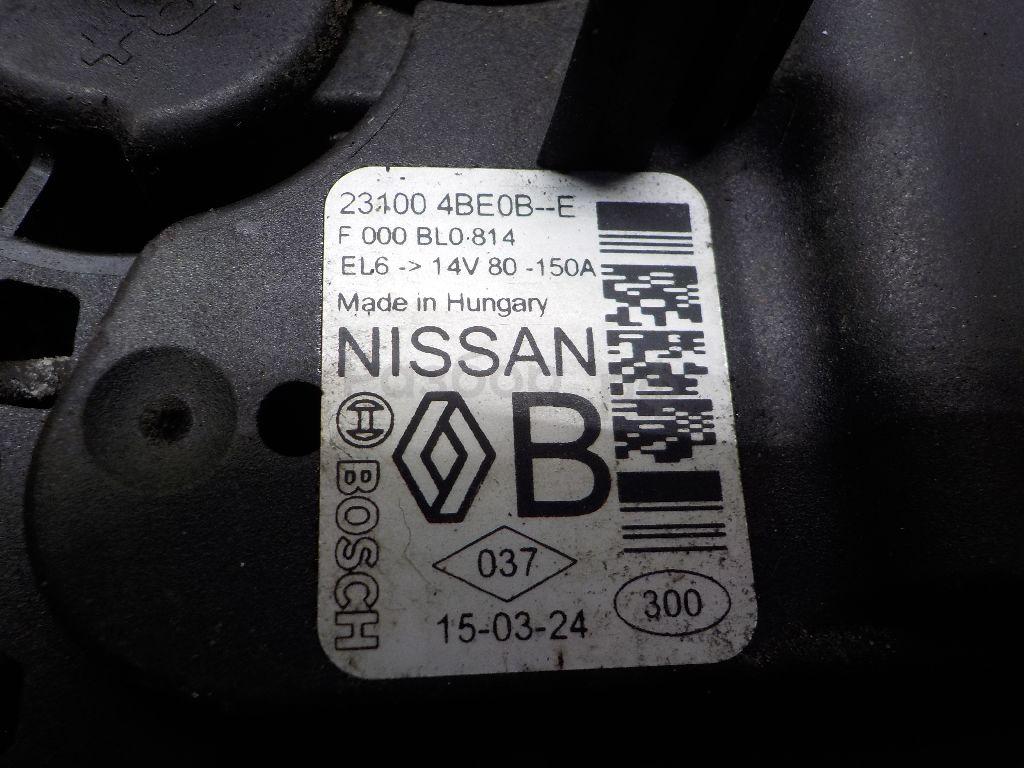 23100 4BE0B--E
F 000 BL0 814
EL6 -> 14V 80 -150A
Made in Hungary
NISSAN
BOSCH
B
037
15-03-24
300